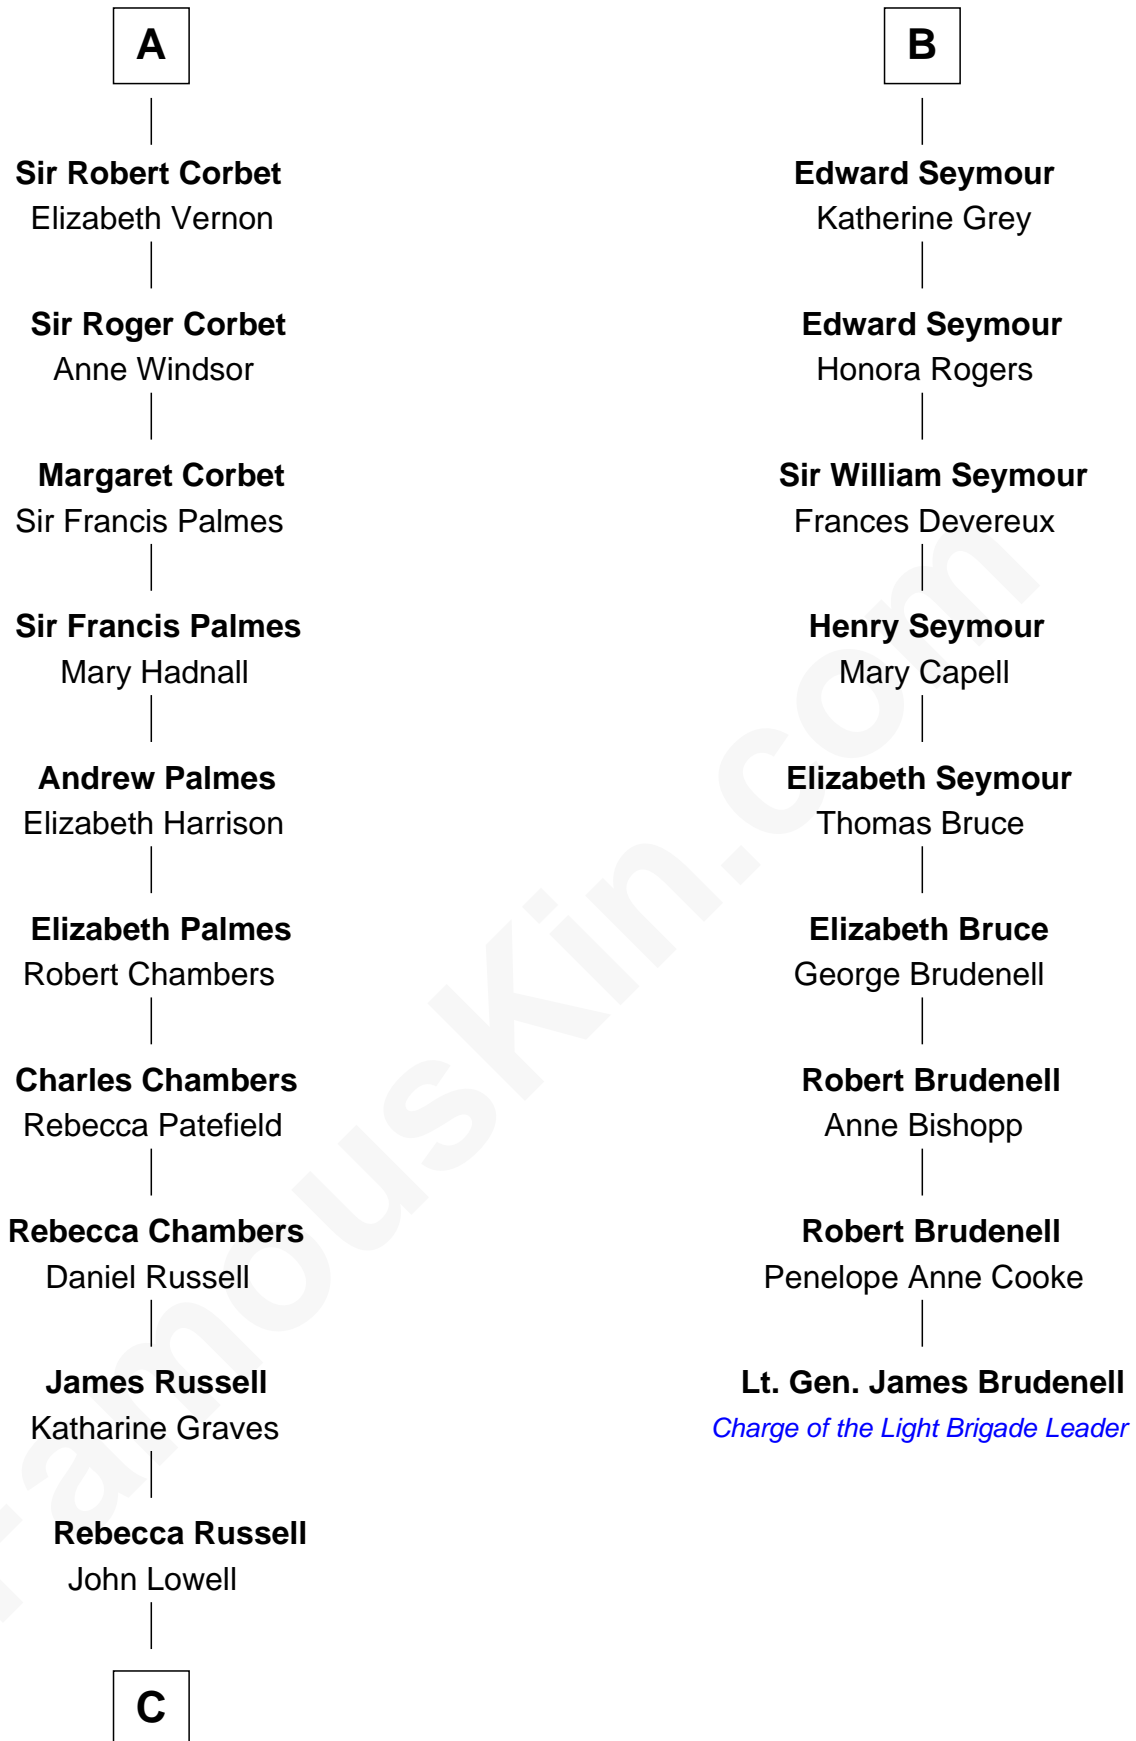 A
Sir Robert Corbet
Elizabeth Vernon
Sir Roger Corbet
Anne Windsor
Margaret Corbet
Sir Francis Palmes
Sir Francis Palmes
Mary Hadnall
Andrew Palmes
Elizabeth Harrison
Elizabeth Palmes
Robert Chambers
Charles Chambers
Rebecca Patefield
Rebecca Chambers
Daniel Russell
James Russell
Katharine Graves
Rebecca Russell
John Lowell
C
B
Edward Seymour
Katherine Grey
Edward Seymour
Honora Rogers
Sir William Seymour
Frances Devereux
Henry Seymour
Mary Capell
Elizabeth Seymour
Thomas Bruce
Elizabeth Bruce
George Brudenell
Robert Brudenell
Anne Bishopp
Robert Brudenell
Penelope Anne Cooke
Lt. Gen. James Brudenell
Charge of the Light Brigade Leader
FamousKin.com